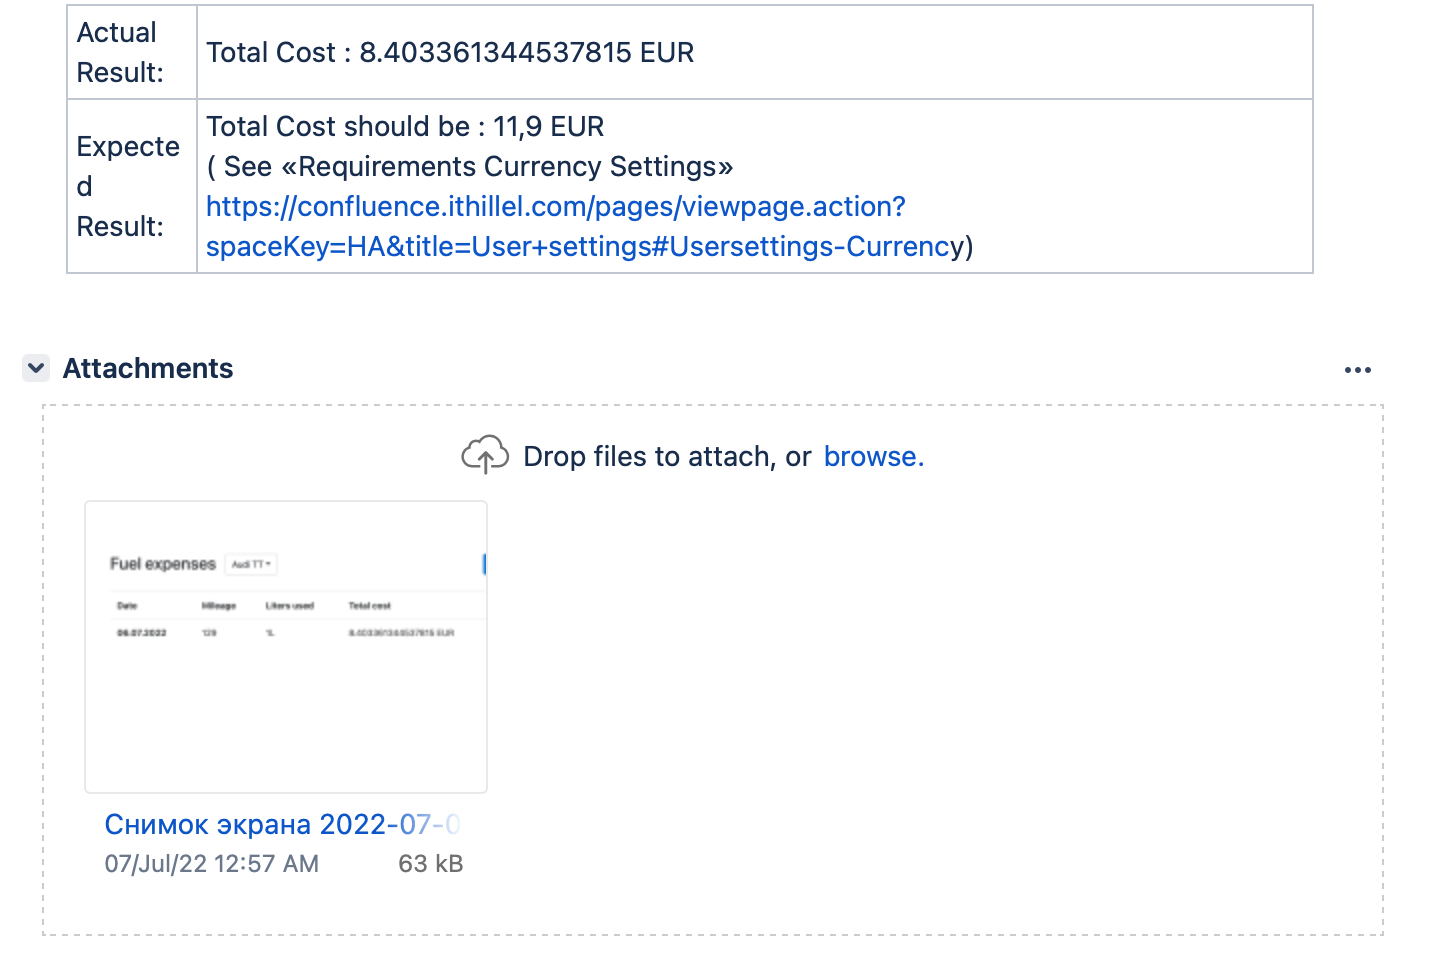 Actual
Result:
Total Cost : 8.403361344537815 EUR
Expecte
d
Result:
Total Cost should be : 11,9 EUR
( See «Requirements Currency Settings»
https://confluence.ithillel.com/pages/viewpage.action?
spaceKey=HA&title=User+settings#Usersettings-Currency)
Attachments
Drop files to attach, or browse.
Fuel expenses Audi TT
Date Mileage Liters used Total cost
06.07.2022 129 1L 8.403361344537815 EUR
Снимок экрана 2022-07-0
07/Jul/22 12:57 AM 63 kB